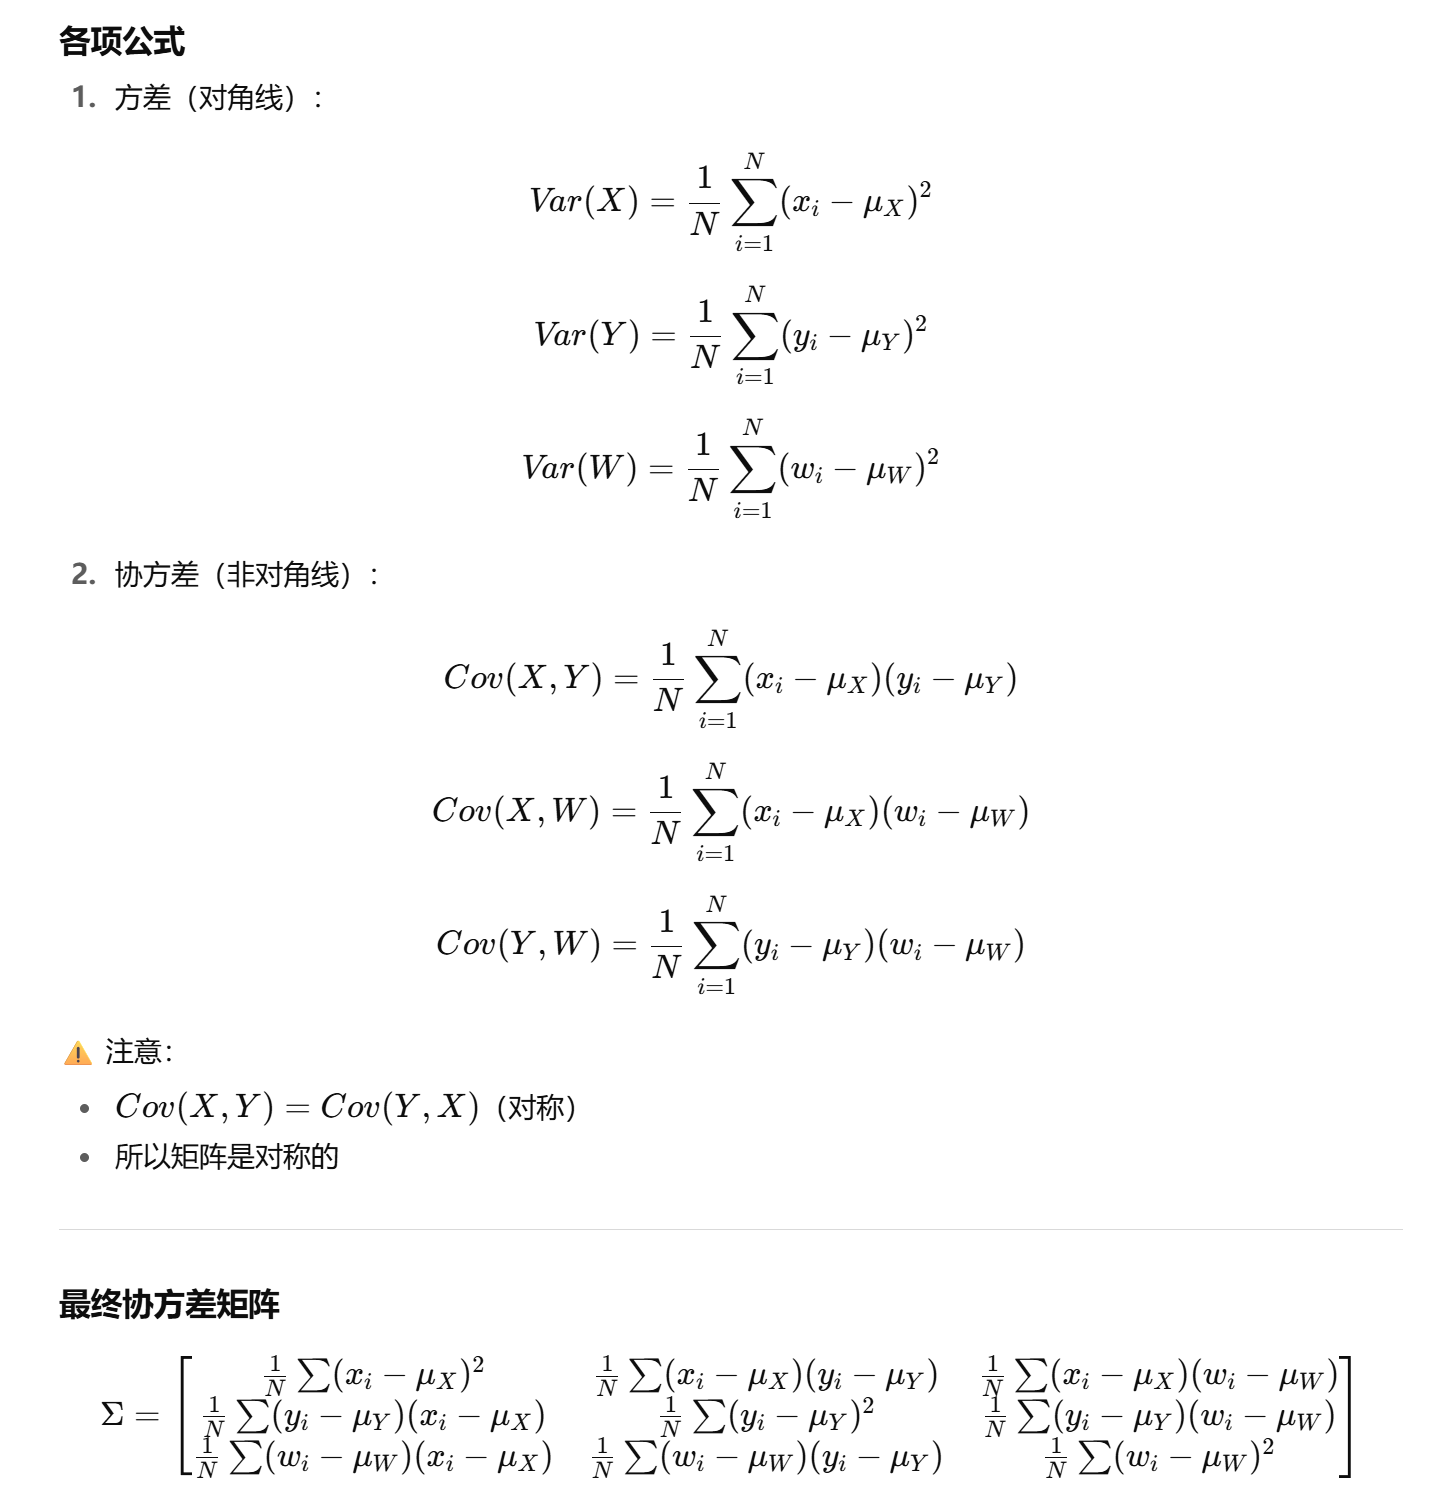 各项公式
1. 方差（对角线）:
Var(X) = \frac{1}{N} \sum_{i=1}^{N} (x_i - \mu_X)^2
Var(Y) = \frac{1}{N} \sum_{i=1}^{N} (y_i - \mu_Y)^2
Var(W) = \frac{1}{N} \sum_{i=1}^{N} (w_i - \mu_W)^2
2. 协方差（非对角线）:
Cov(X, Y) = \frac{1}{N} \sum_{i=1}^{N} (x_i - \mu_X)(y_i - \mu_Y)
Cov(X, W) = \frac{1}{N} \sum_{i=1}^{N} (x_i - \mu_X)(w_i - \mu_W)
Cov(Y, W) = \frac{1}{N} \sum_{i=1}^{N} (y_i - \mu_Y)(w_i - \mu_W)
⚠️ 注意:
• Cov(X, Y) = Cov(Y, X)（对称）
• 所以矩阵是对称的
最终协方差矩阵
\Sigma = \begin{bmatrix} \frac{1}{N} \sum (x_i - \mu_X)^2 & \frac{1}{N} \sum (x_i - \mu_X)(y_i - \mu_Y) & \frac{1}{N} \sum (x_i - \mu_X)(w_i - \mu_W) \\
\frac{1}{N} \sum (y_i - \mu_Y)(x_i - \mu_X) & \frac{1}{N} \sum (y_i - \mu_Y)^2 & \frac{1}{N} \sum (y_i - \mu_Y)(w_i - \mu_W) \\
\frac{1}{N} \sum (w_i - \mu_W)(x_i - \mu_X) & \frac{1}{N} \sum (w_i - \mu_W)(y_i - \mu_Y) & \frac{1}{N} \sum (w_i - \mu_W)^2 \end{bmatrix}